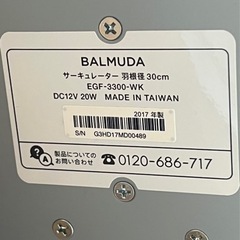 BALMUDA
サーキュレーター 羽根径 30cm
EGF-3300-WK
DC12V 20W MADE IN TAIWAN
2017 年製
S/N G3HD17MD00489
Q
A
製品についての
お問い合わせは
0120-686-717